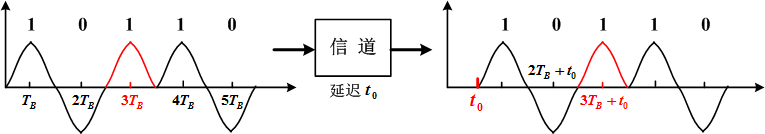 1 0 1 1 0
T_B 2T_B 3T_B 4T_B 5T_B
信 道
延迟 t_0
1 0 1 1 0
2T_B + t_0
t_0 3T_B + t_0